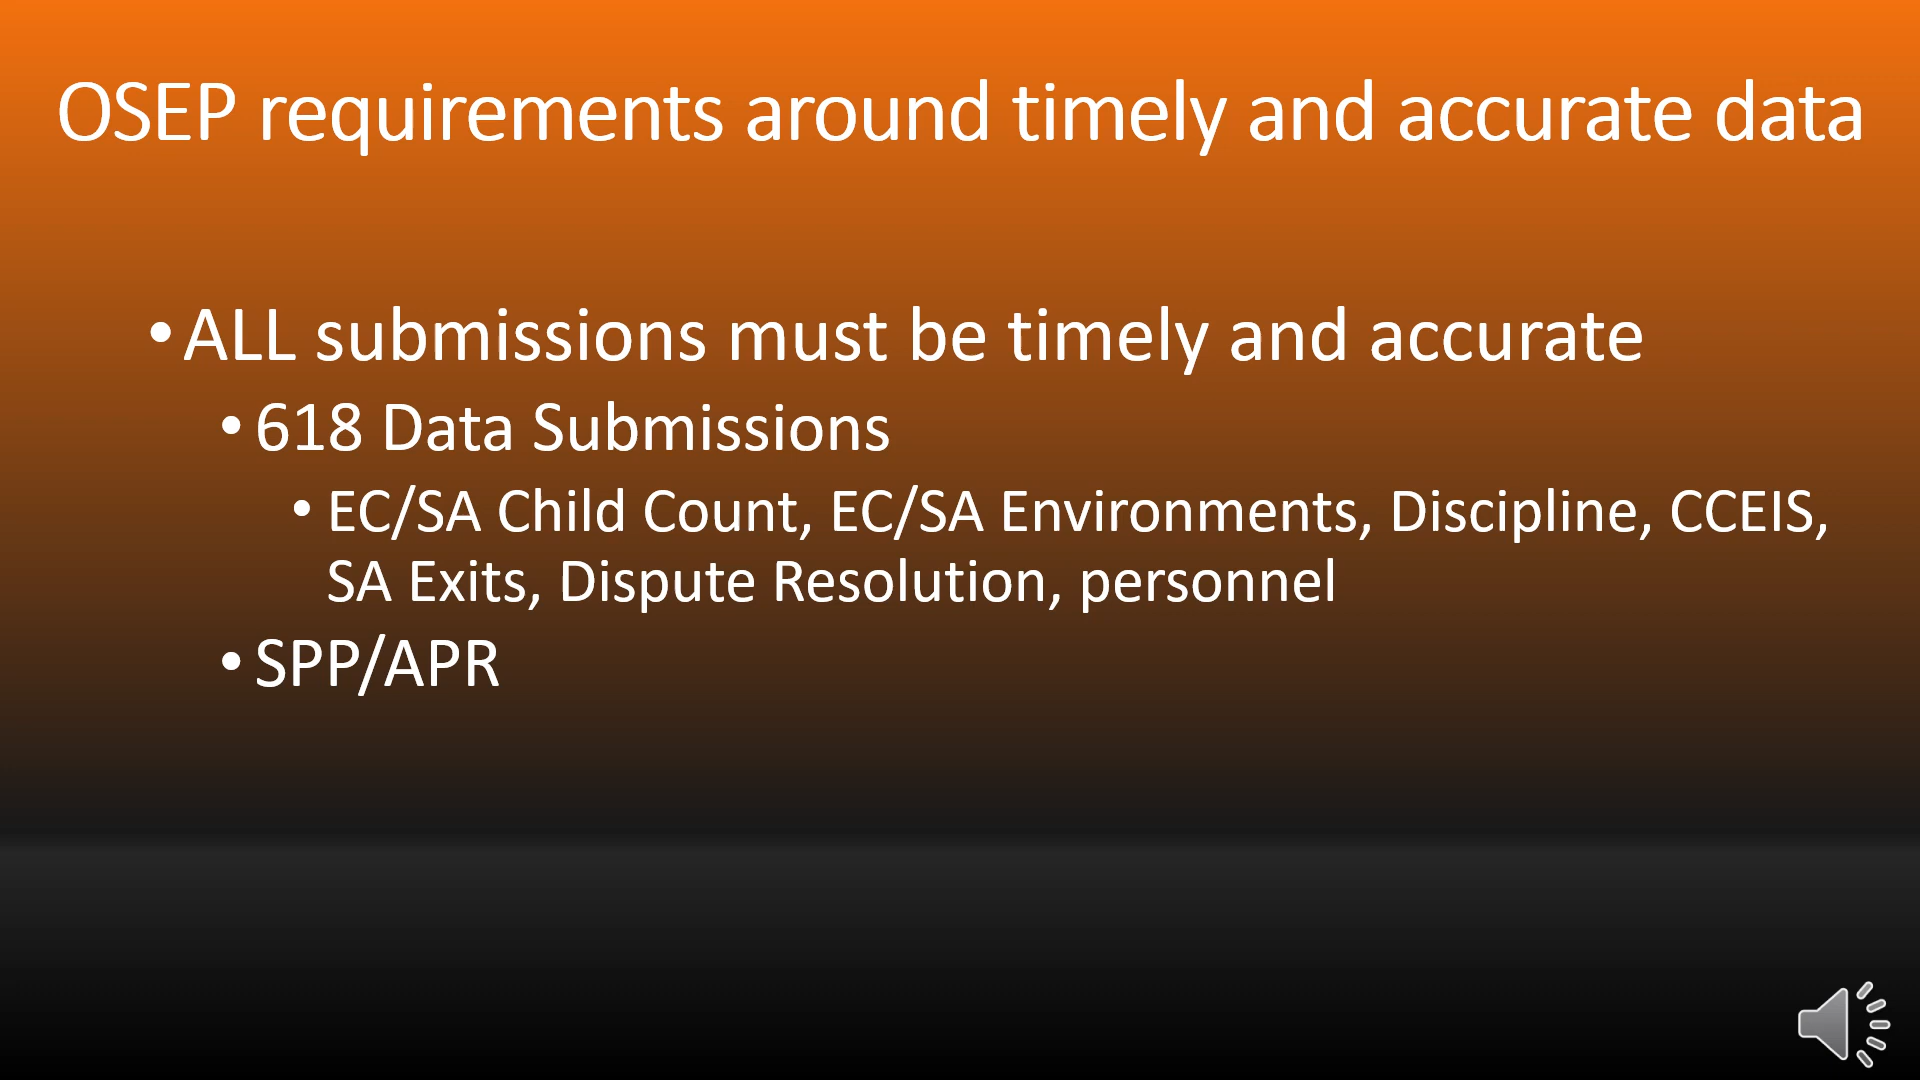 OSEP requirements around timely and accurate data
•ALL submissions must be timely and accurate
•618 Data Submissions
•EC/SA Child Count, EC/SA Environments, Discipline, CCEIS,
SA Exits, Dispute Resolution, personnel
•SPP/APR